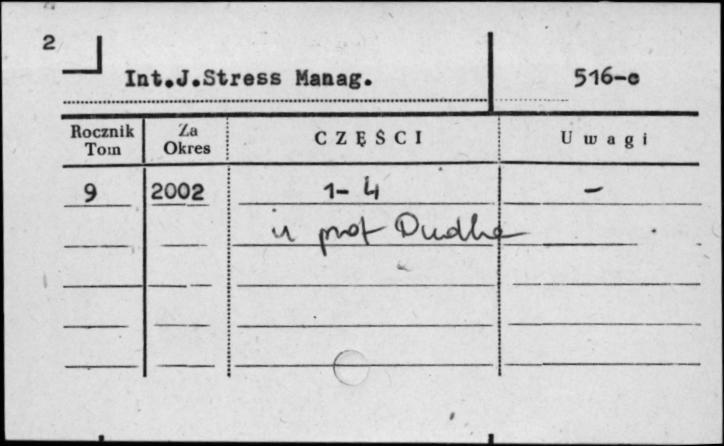 2
Int.J.Stress Manag. 516-c
Rocznik Tom Za Okres CZĘŚCI Uwagi
9 2002 1-4 -
u prof Dudka